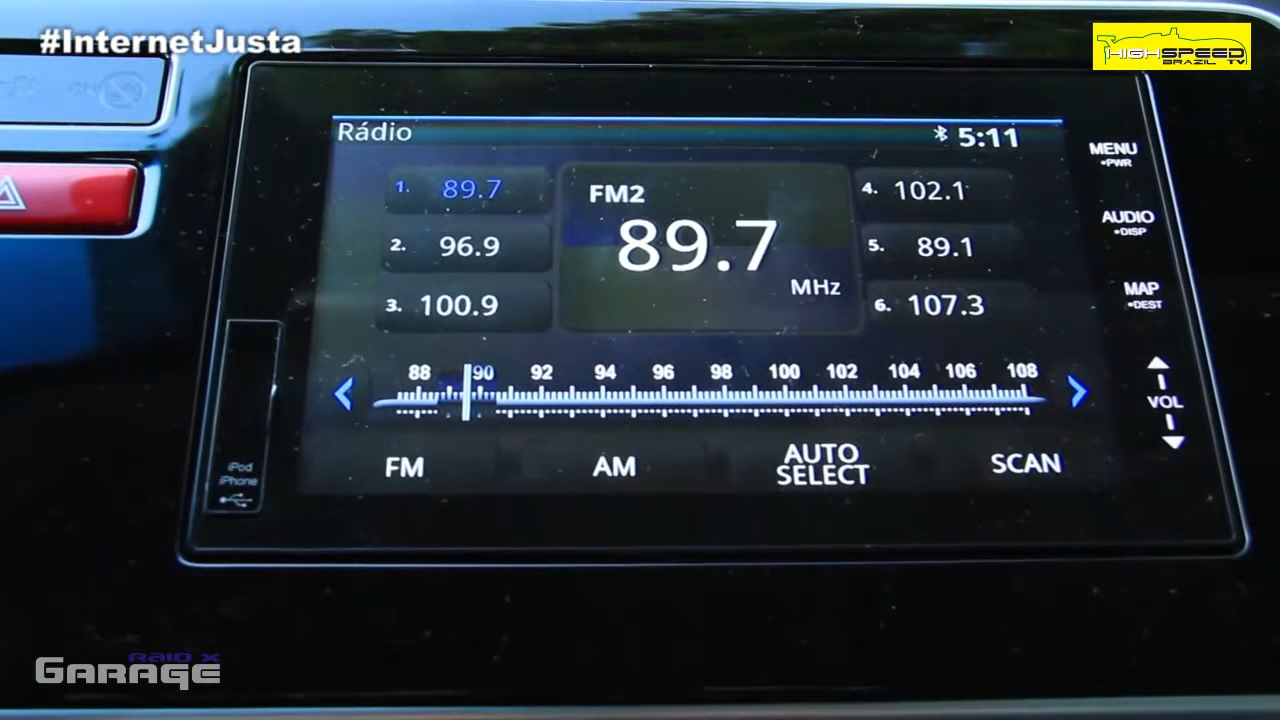 #InternetJusta
HIGHSPEED
BRAZIL TV
Rádio
5:11
1. 89.7
2. 96.9
3. 100.9
FM2
89.7
MHz
4. 102.1
5. 89.1
6. 107.3
88 90 92 94 96 98 100 102 104 106 108
FM
AM
AUTO
SELECT
SCAN
MENU
•PWR
AUDIO
•DISP
MAP
•DEST
VOL
iPod
iPhone
RAIO X
GARAGE